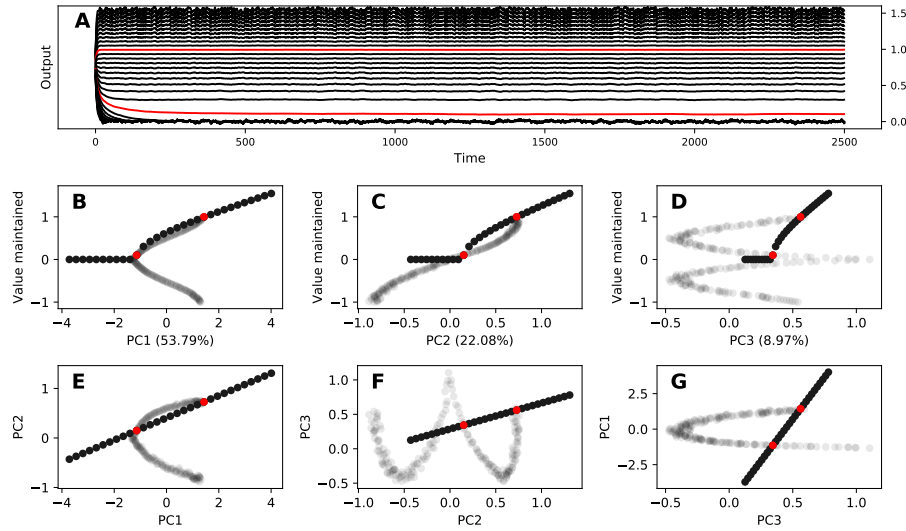 A
Output
1.5
1.0
0.5
0.0
0 500 1000 1500 2000 2500
Time
B
Value maintained
1
0
−1
−4 −2 0 2 4
PC1 (53.79%)
C
Value maintained
1
0
−1
−1.0 −0.5 0.0 0.5 1.0
PC2 (22.08%)
D
Value maintained
1
0
−1
−0.5 0.0 0.5 1.0
PC3 (8.97%)
E
PC2
1
0
−1
−4 −2 0 2 4
PC1
F
PC3
1.0
0.5
0.0
−0.5
−1.0 −0.5 0.0 0.5 1.0
PC2
G
PC1
2.5
0.0
−2.5
−0.5 0.0 0.5 1.0
PC3